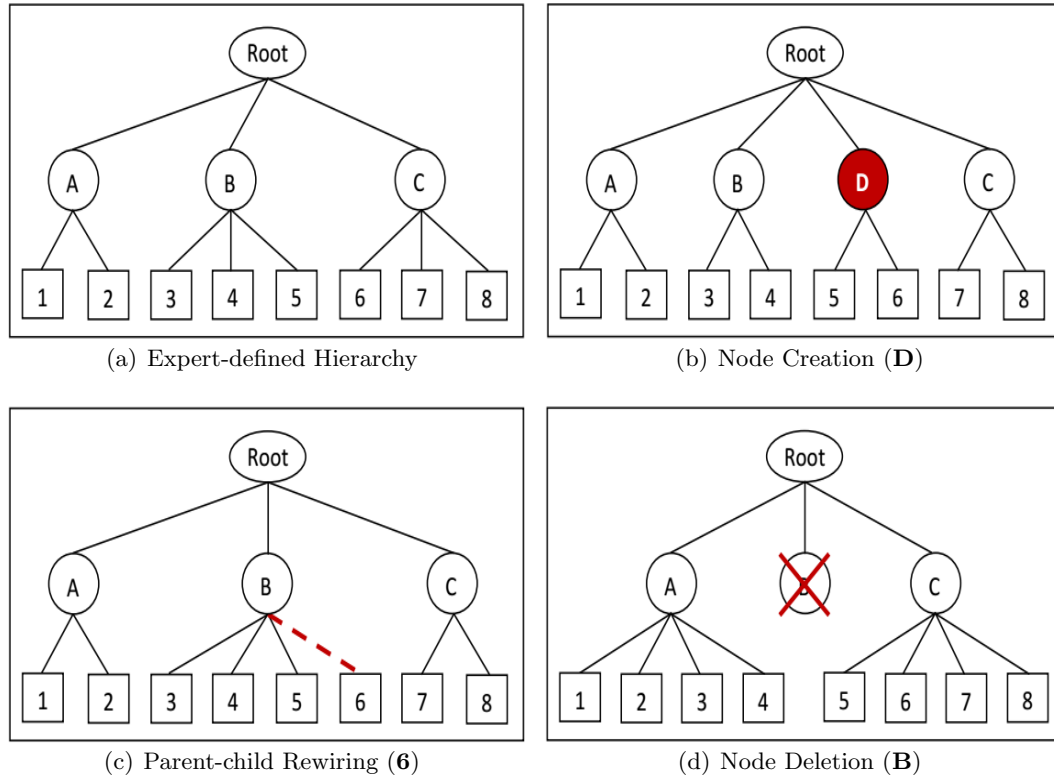 Root
A B C
1 2 3 4 5 6 7 8
(a) Expert-defined Hierarchy
Root
A B D C
1 2 3 4 5 6 7 8
(b) Node Creation (D)
Root
A B C
1 2 3 4 5 6 7 8
(c) Parent-child Rewiring (6)
Root
A B C
1 2 3 4 5 6 7 8
(d) Node Deletion (B)